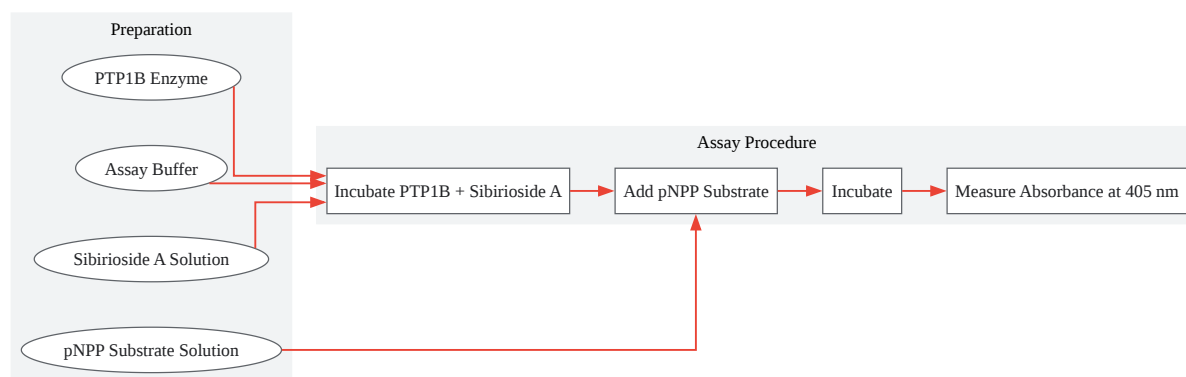 Preparation
PTP1B Enzyme
Assay Buffer
Sibirioside A Solution
pNPP Substrate Solution
Assay Procedure
Incubate PTP1B + Sibirioside A
Add pNPP Substrate
Incubate
Measure Absorbance at 405 nm